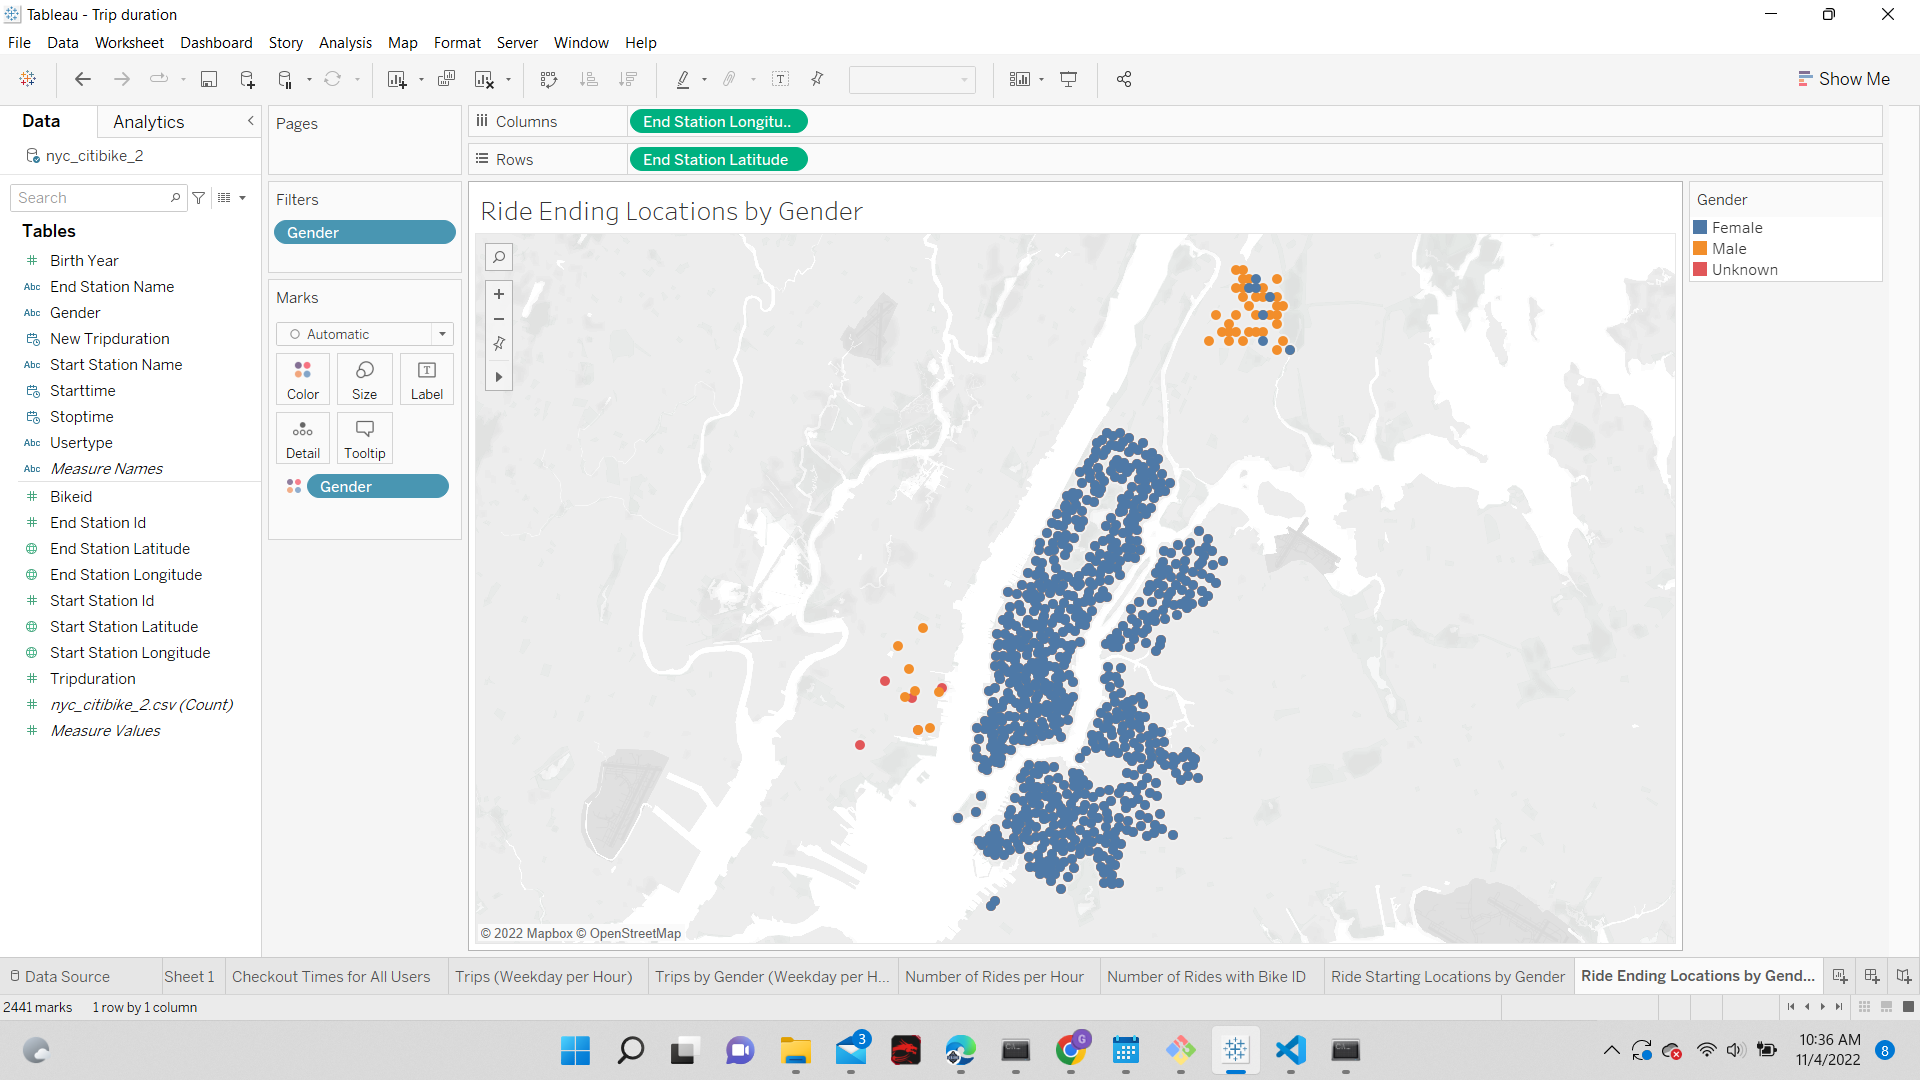 Tableau - Trip duration
File Data Worksheet Dashboard Story Analysis Map Format Server Window Help
Show Me
Data Analytics
nyc_citibike_2
Search
Tables
Birth Year
Abc End Station Name
Abc Gender
New Tripduration
Abc Start Station Name
Starttime
Stoptime
Abc Usertype
Abc Measure Names
Bikeid
End Station Id
End Station Latitude
End Station Longitude
Start Station Id
Start Station Latitude
Start Station Longitude
Tripduration
nyc_citibike_2.csv (Count)
Measure Values
Pages
Filters
Gender
Marks
Automatic
Color Size Label
Detail Tooltip
Gender
Columns End Station Longitu..
Rows End Station Latitude
Ride Ending Locations by Gender
© 2022 Mapbox © OpenStreetMap
Gender
Female
Male
Unknown
Data Source Sheet 1 Checkout Times for All Users Trips (Weekday per Hour) Trips by Gender (Weekday per H... Number of Rides per Hour Number of Rides with Bike ID Ride Starting Locations by Gender Ride Ending Locations by Gend...
2441 marks 1 row by 1 column
3
G
10:36 AM
11/4/2022
8